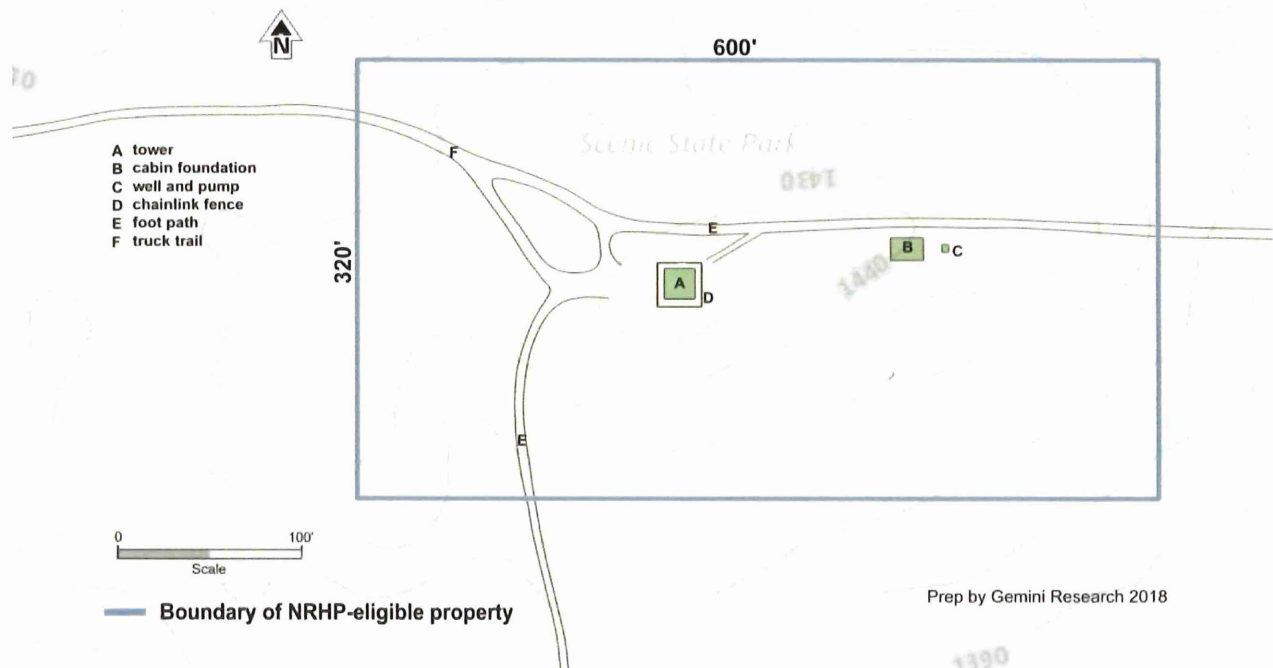 N
600'
70
Scenic State Park
A tower
B cabin foundation
C well and pump
D chainlink fence
E foot path
F truck trail
F
1430
E
320'
B
C
1440
A
D
E
0 100'
Scale
Boundary of NRHP-eligible property
Prep by Gemini Research 2018
1390